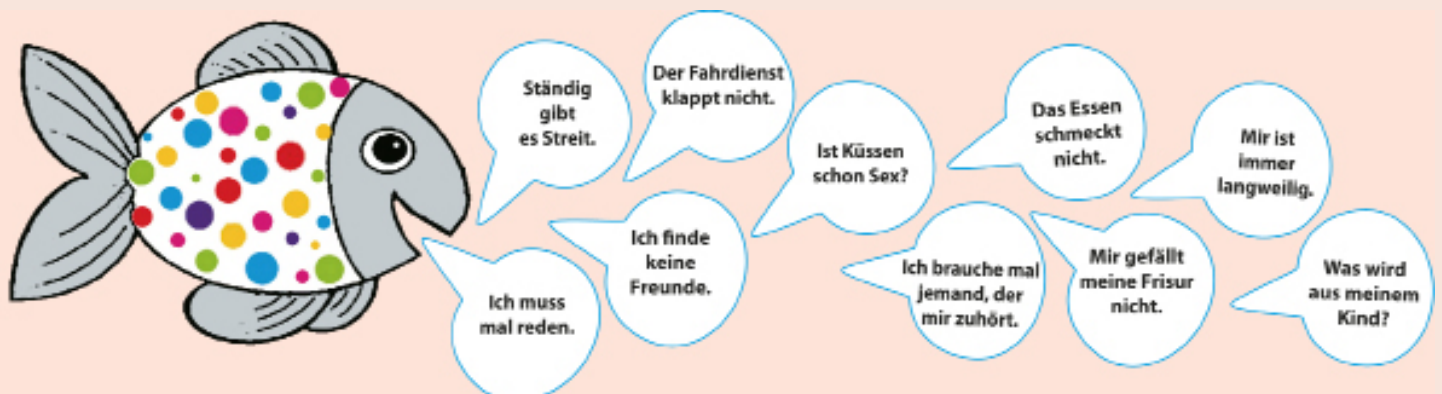 Ständig
gibt
es Streit.
Der Fahrdienst
klappt nicht.
Ist Küssen
schon Sex?
Das Essen
schmeckt
nicht.
Mir ist
immer
langweilig.
Ich muss
mal reden.
Ich finde
keine
Freunde.
Ich brauche mal
jemand, der
mir zuhört.
Mir gefällt
meine Frisur
nicht.
Was wird
aus meinem
Kind?